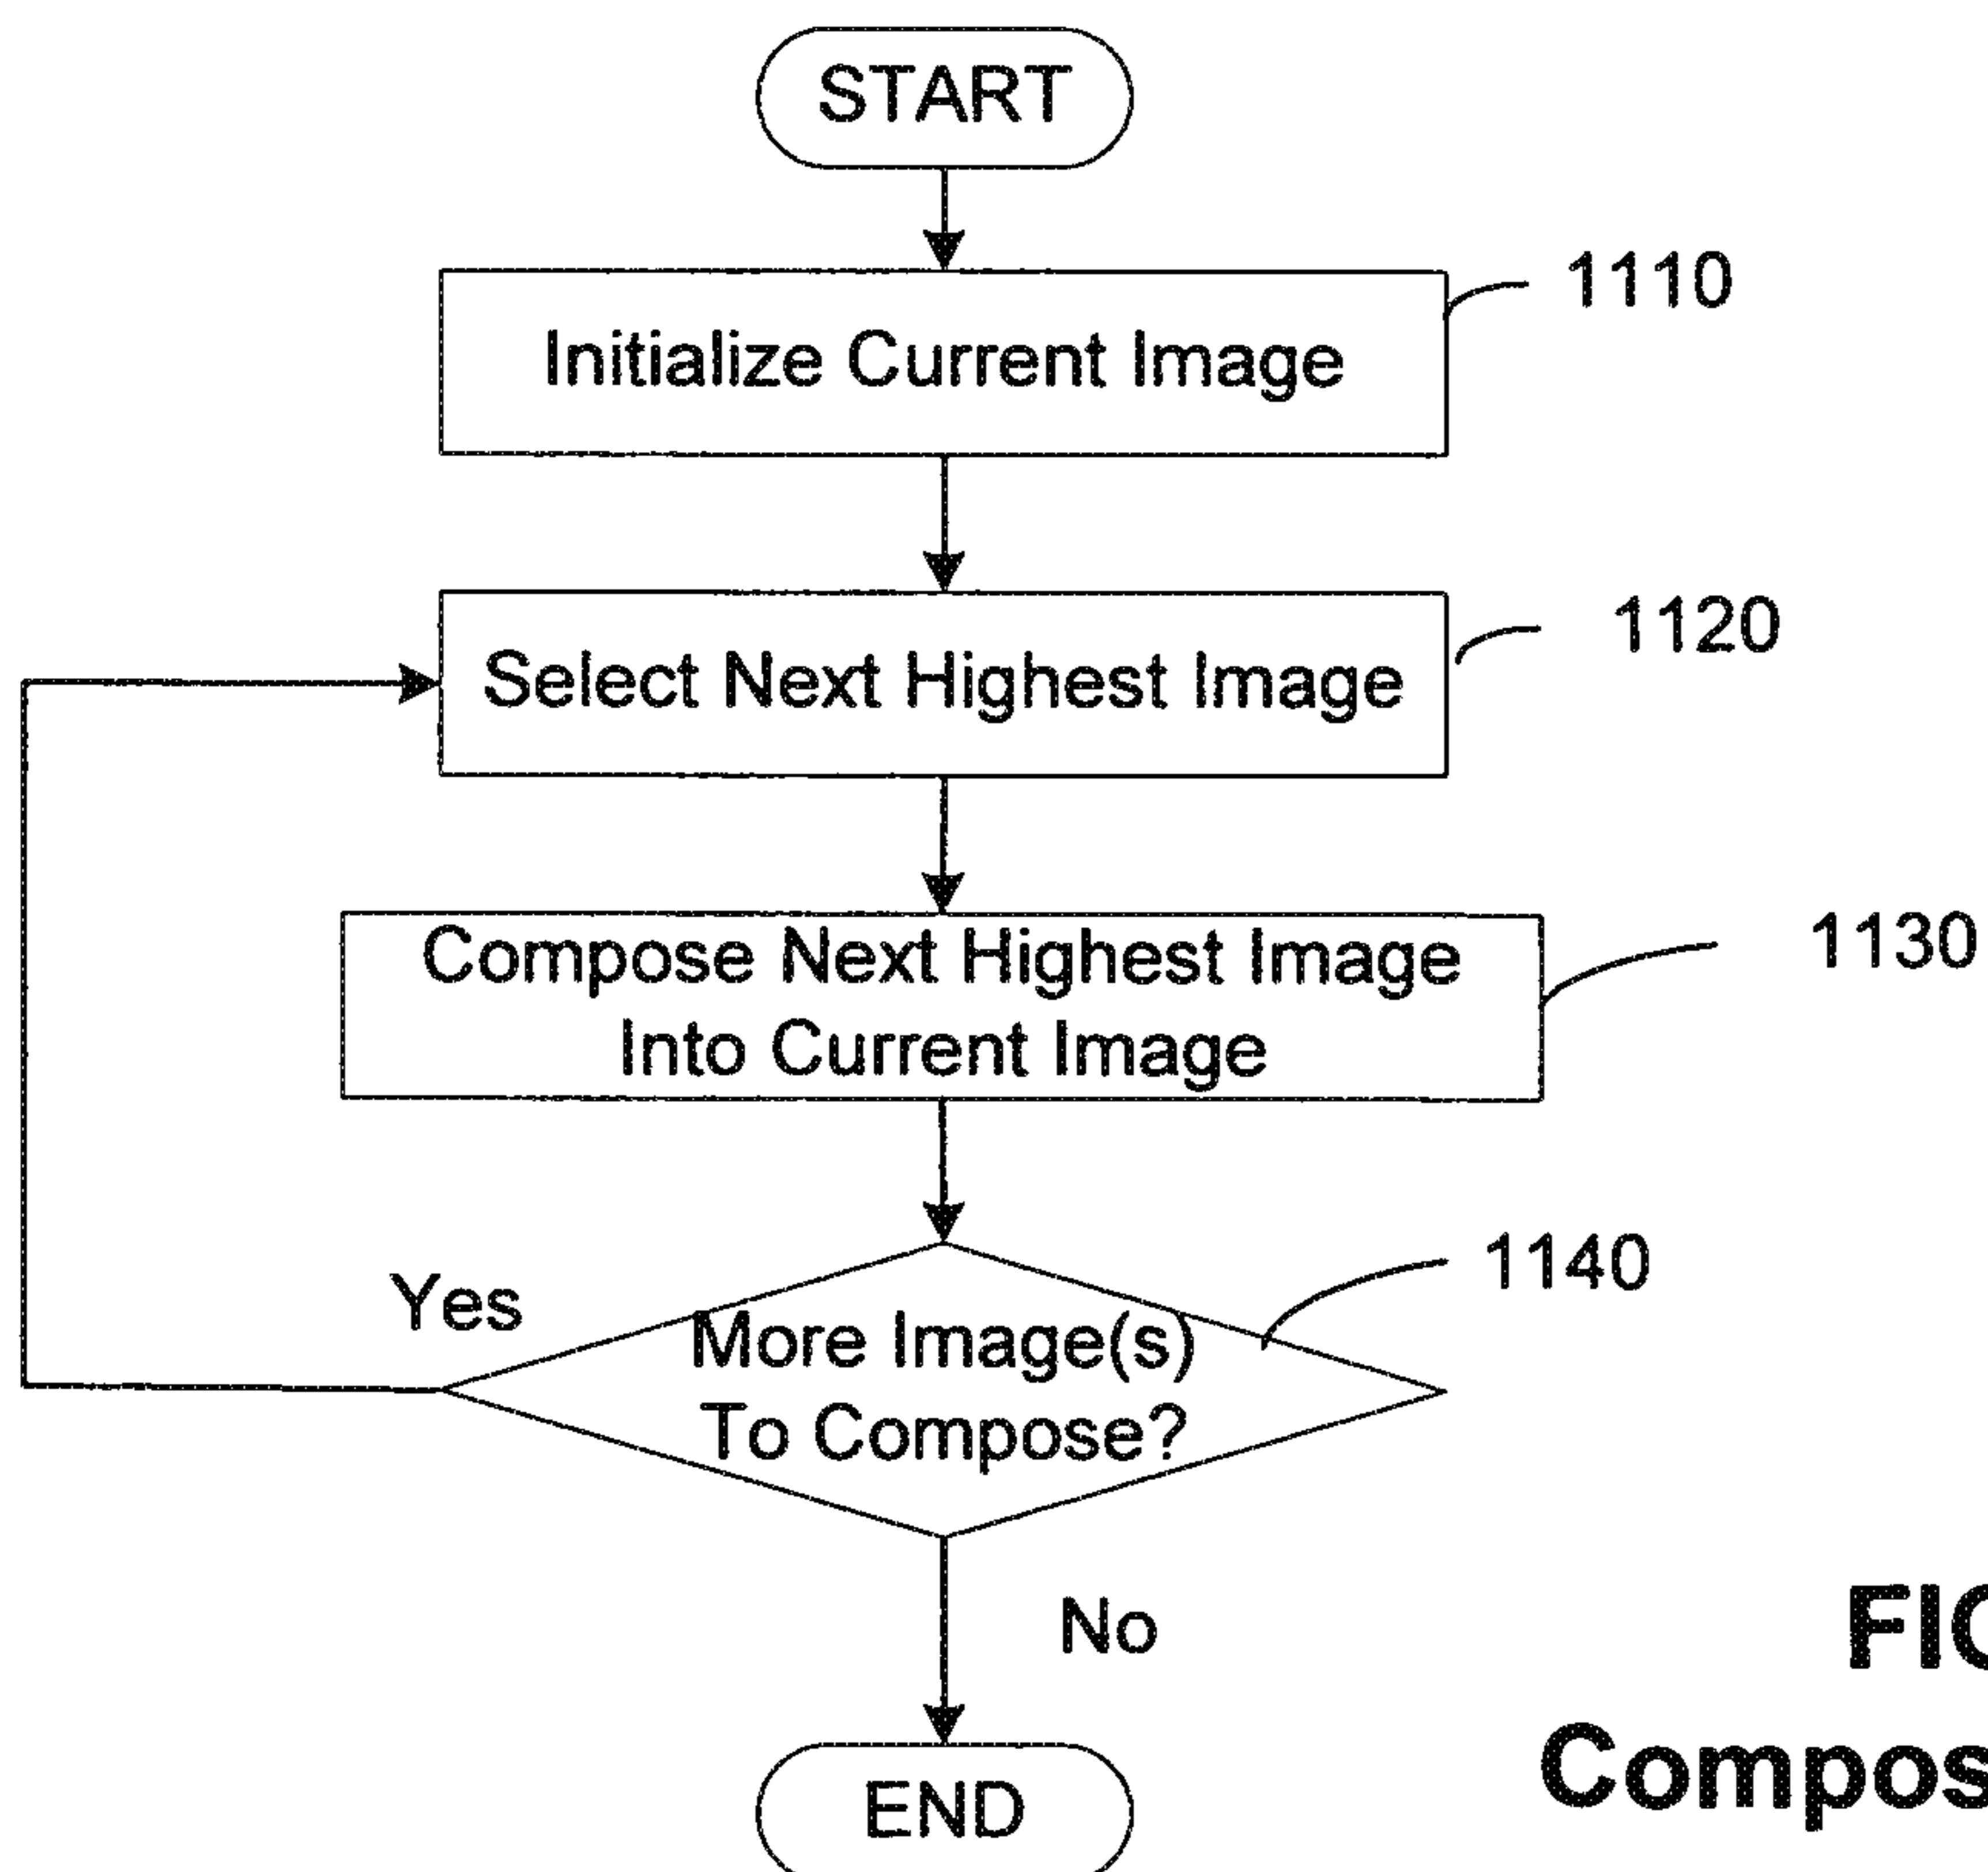 START
Initialize Current Image
1110
Select Next Highest Image
1120
Compose Next Highest Image
Into Current Image
1130
More Image(s)
To Compose?
1140
Yes
No
END